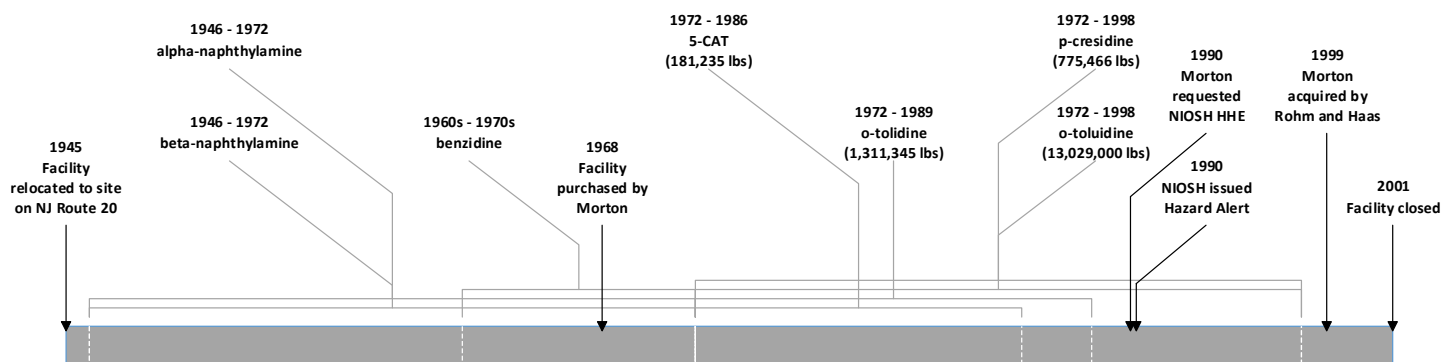 1946 - 1972
alpha-naphthylamine
1972 - 1986
5-CAT
(181,235 lbs)
1972 - 1998
p-cresidine
(775,466 lbs)
1990
Morton
requested
NIOSH HHE
1999
Morton
acquired by
Rohm and Haas
1946 - 1972
beta-naphthylamine
1960s - 1970s
benzidine
1972 - 1989
o-tolidine
(1,311,345 lbs)
1972 - 1998
o-toluidine
(13,029,000 lbs)
1945
Facility
relocated to site
on NJ Route 20
1968
Facility
purchased by
Morton
1990
NIOSH issued
Hazard Alert
2001
Facility closed